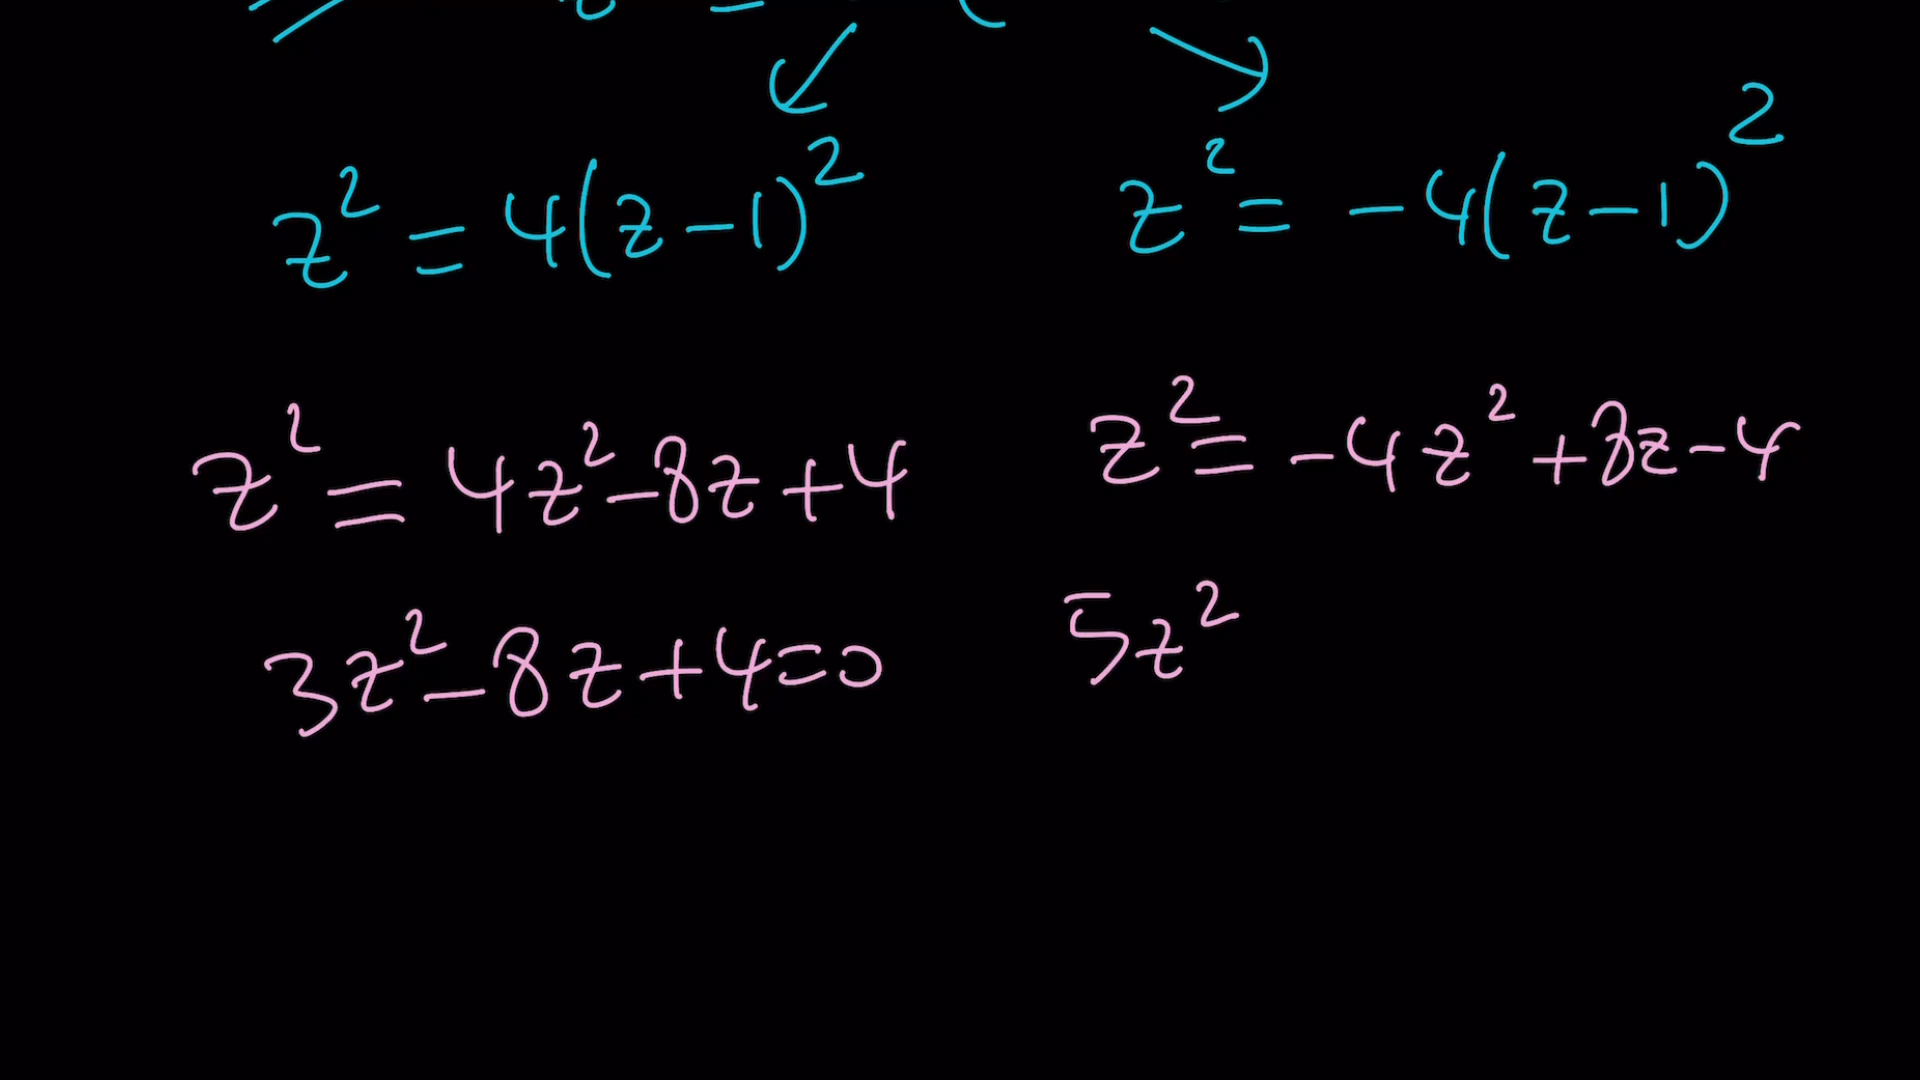 z² = 4(z-1)²
z² = -4(z-1)²
z² = 4z²-8z+4
z² = -4z²+8z-4
3z²-8z+4=0
5z²